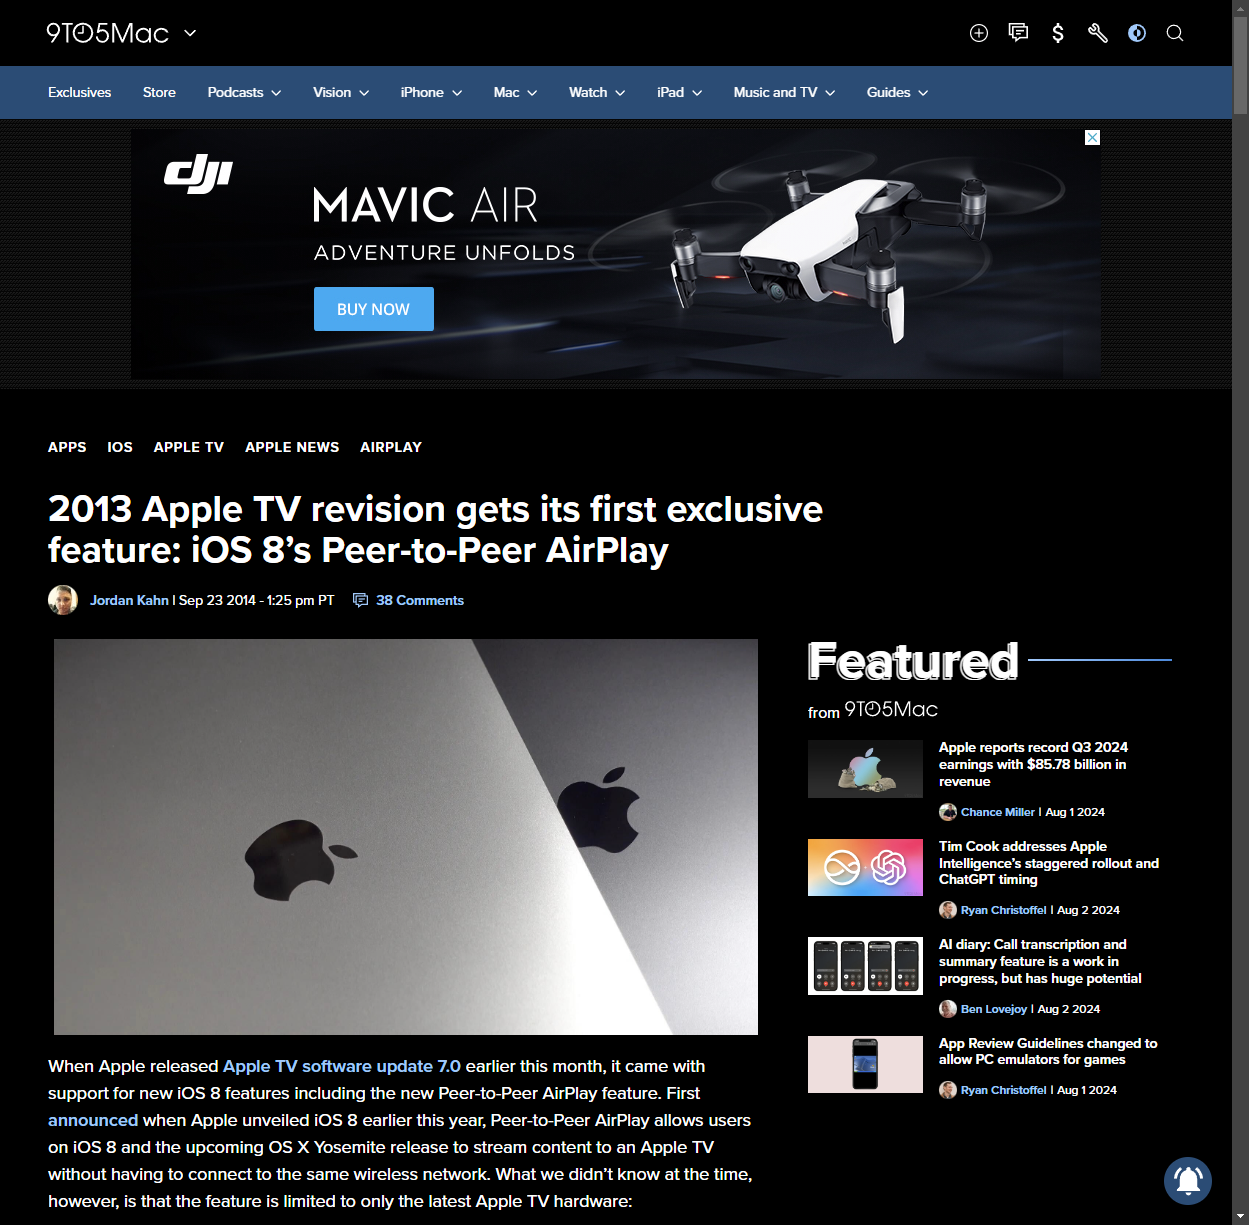 9TO5Mac
Exclusives Store Podcasts Vision iPhone Mac Watch iPad Music and TV Guides
dji
MAVIC AIR
ADVENTURE UNFOLDS
BUY NOW
APPS IOS APPLE TV APPLE NEWS AIRPLAY
2013 Apple TV revision gets its first exclusive
feature: iOS 8’s Peer-to-Peer AirPlay
Jordan Kahn | Sep 23 2014 - 1:25 pm PT 38 Comments
When Apple released Apple TV software update 7.0 earlier this month, it came with
support for new iOS 8 features including the new Peer-to-Peer AirPlay feature. First
announced when Apple unveiled iOS 8 earlier this year, Peer-to-Peer AirPlay allows users
on iOS 8 and the upcoming OS X Yosemite release to stream content to an Apple TV
without having to connect to the same wireless network. What we didn’t know at the time,
however, is that the feature is limited to only the latest Apple TV hardware:
Featured
from 9TO5Mac
Apple reports record Q3 2024
earnings with $85.78 billion in
revenue
Chance Miller | Aug 1 2024
Tim Cook addresses Apple
Intelligence’s staggered rollout and
ChatGPT timing
Ryan Christoffel | Aug 2 2024
AI diary: Call transcription and
summary feature is a work in
progress, but has huge potential
Ben Lovejoy | Aug 2 2024
App Review Guidelines changed to
allow PC emulators for games
Ryan Christoffel | Aug 1 2024